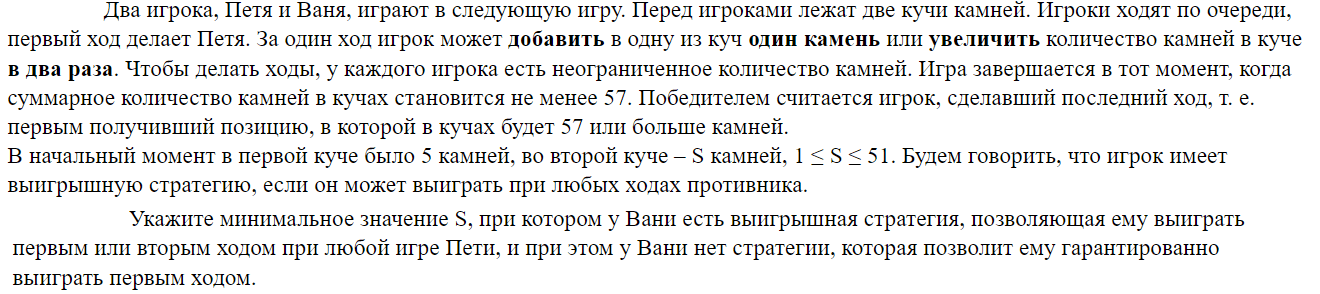 Два игрока, Петя и Ваня, играют в следующую игру. Перед игроками лежат две кучи камней. Игроки ходят по очереди,
первый ход делает Петя. За один ход игрок может добавить в одну из куч один камень или увеличить количество камней в куче
в два раза. Чтобы делать ходы, у каждого игрока есть неограниченное количество камней. Игра завершается в тот момент, когда
суммарное количество камней в кучах становится не менее 57. Победителем считается игрок, сделавший последний ход, т. е.
первым получивший позицию, в которой в кучах будет 57 или больше камней.
В начальный момент в первой куче было 5 камней, во второй куче – S камней, 1 ≤ S ≤ 51. Будем говорить, что игрок имеет
выигрышную стратегию, если он может выиграть при любых ходах противника.
Укажите минимальное значение S, при котором у Вани есть выигрышная стратегия, позволяющая ему выиграть
первым или вторым ходом при любой игре Пети, и при этом у Вани нет стратегии, которая позволит ему гарантированно
выиграть первым ходом.